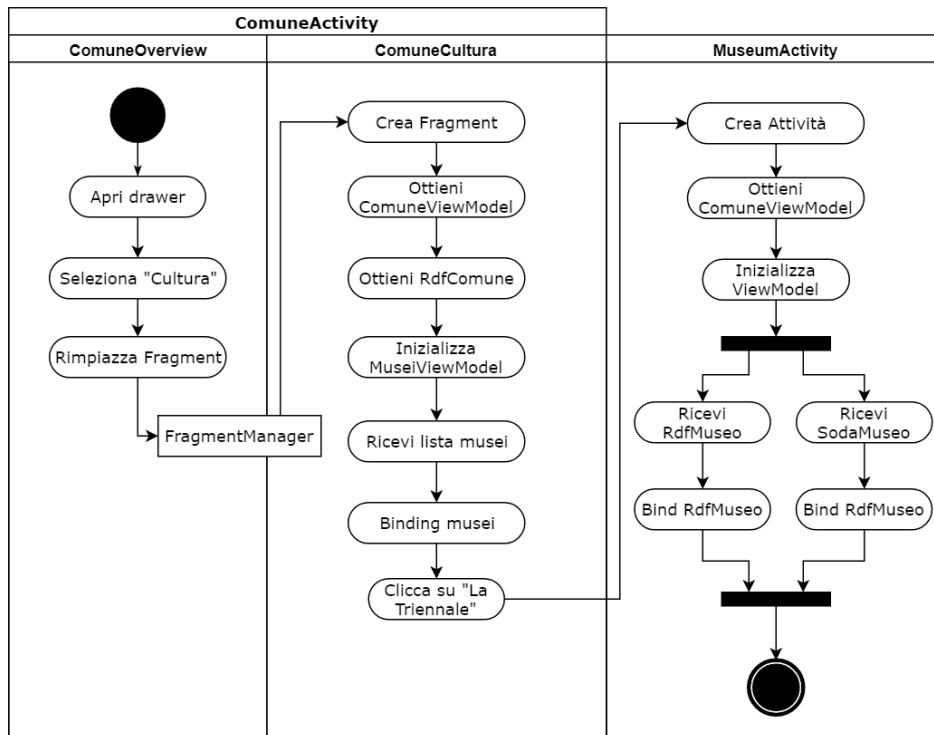 ComuneActivity
ComuneOverview
ComuneCultura
MuseumActivity
Apri drawer
Seleziona "Cultura"
Rimpiazza Fragment
FragmentManager
Crea Fragment
Ottieni
ComuneViewModel
Ottieni RdfComune
Inizializza
MuseiViewModel
Ricevi lista musei
Binding musei
Clicca su "La
Triennale"
Crea Attività
Ottieni
ComuneViewModel
Inizializza
ViewModel
Ricevi
RdfMuseo
Ricevi
SodaMuseo
Bind RdfMuseo
Bind RdfMuseo